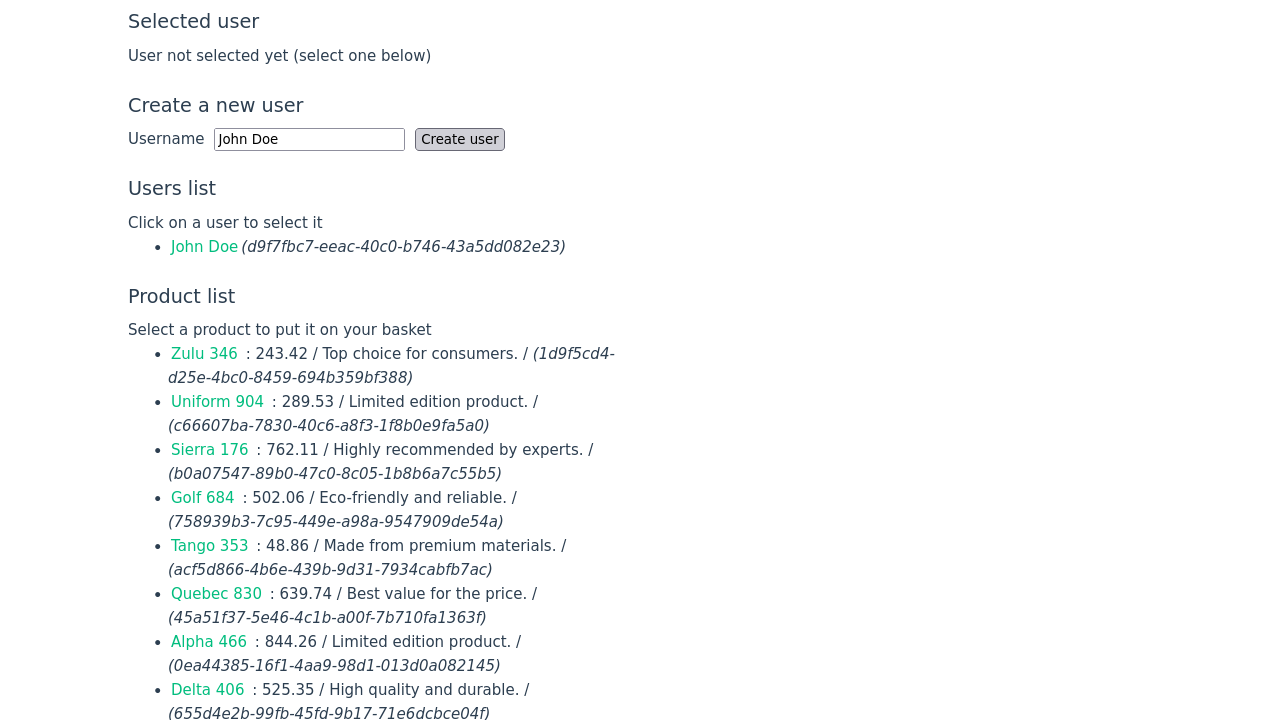 Selected user
User not selected yet (select one below)
Create a new user
Username John Doe Create user
Users list
Click on a user to select it
• John Doe (d9f7fbc7-eeac-40c0-b746-43a5dd082e23)
Product list
Select a product to put it on your basket
• Zulu 346 : 243.42 / Top choice for consumers. / (1d9f5cd4-
d25e-4bc0-8459-694b359bf388)
• Uniform 904 : 289.53 / Limited edition product. /
(c66607ba-7830-40c6-a8f3-1f8b0e9fa5a0)
• Sierra 176 : 762.11 / Highly recommended by experts. /
(b0a07547-89b0-47c0-8c05-1b8b6a7c55b5)
• Golf 684 : 502.06 / Eco-friendly and reliable. /
(758939b3-7c95-449e-a98a-9547909de54a)
• Tango 353 : 48.86 / Made from premium materials. /
(acf5d866-4b6e-439b-9d31-7934cabfb7ac)
• Quebec 830 : 639.74 / Best value for the price. /
(45a51f37-5e46-4c1b-a00f-7b710fa1363f)
• Alpha 466 : 844.26 / Limited edition product. /
(0ea44385-16f1-4aa9-98d1-013d0a082145)
• Delta 406 : 525.35 / High quality and durable. /
(655d4e2b-99fb-45fd-9b17-71e6dcbce04f)